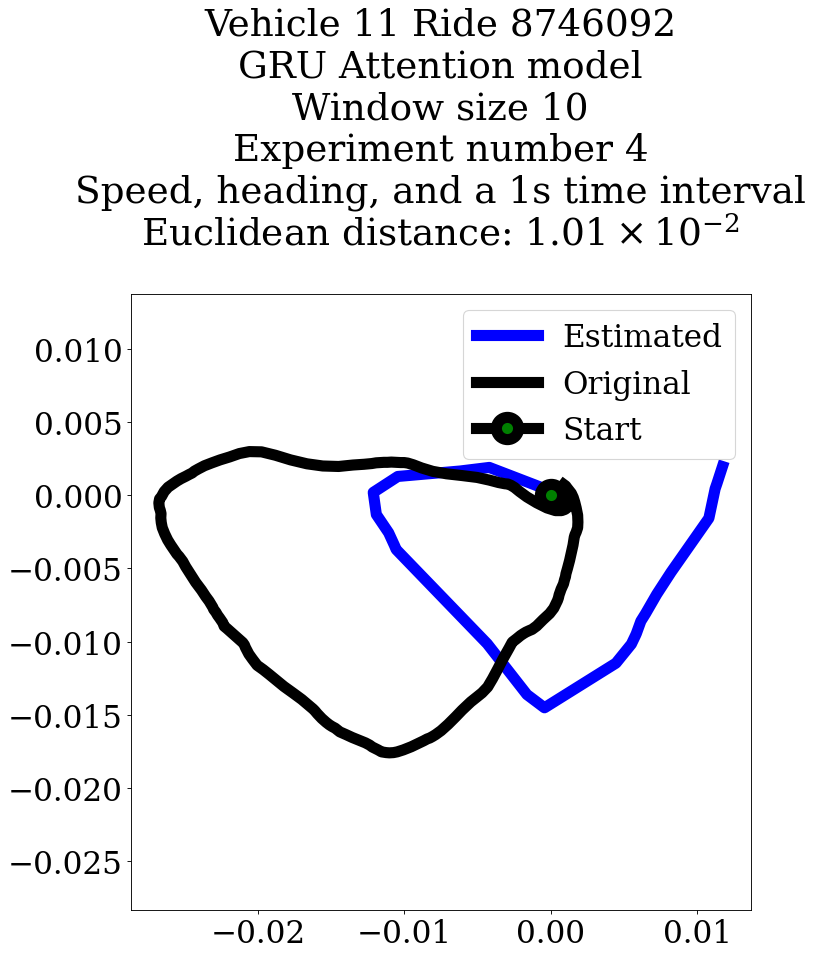 Vehicle 11 Ride 8746092
GRU Attention model
Window size 10
Experiment number 4
Speed, heading, and a 1s time interval
Euclidean distance: 1.01 × 10⁻²
Estimated
Original
Start
0.010
0.005
0.000
−0.005
−0.010
−0.015
−0.020
−0.025
−0.02 −0.01 0.00 0.01